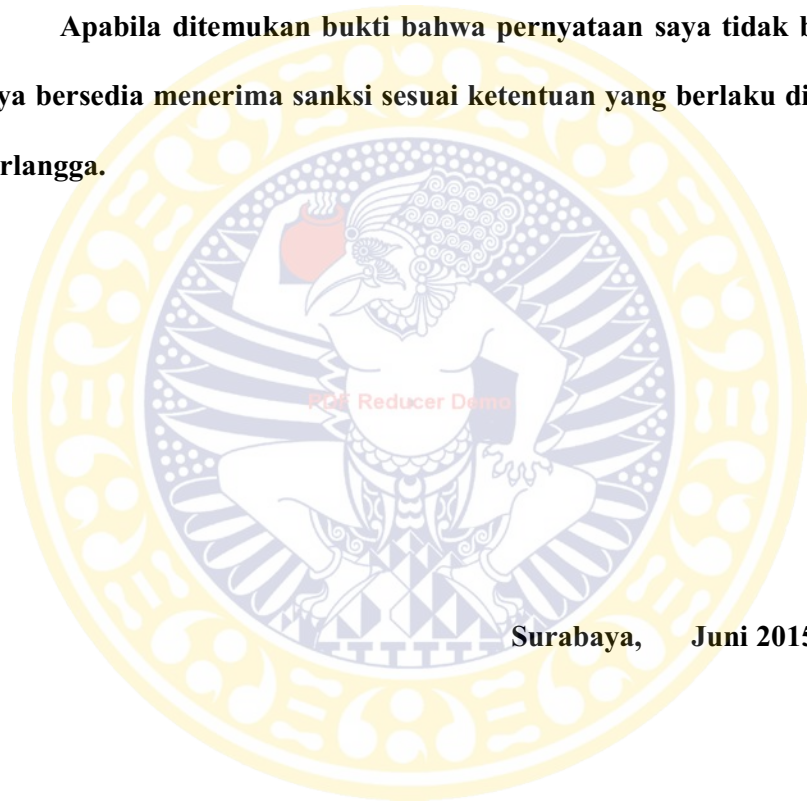 Apabila ditemukan bukti bahwa pernyataan saya tidak b
ya bersedia menerima sanksi sesuai ketentuan yang berlaku di
rlangga.
PDF Reducer Demo
Surabaya, Juni 2015